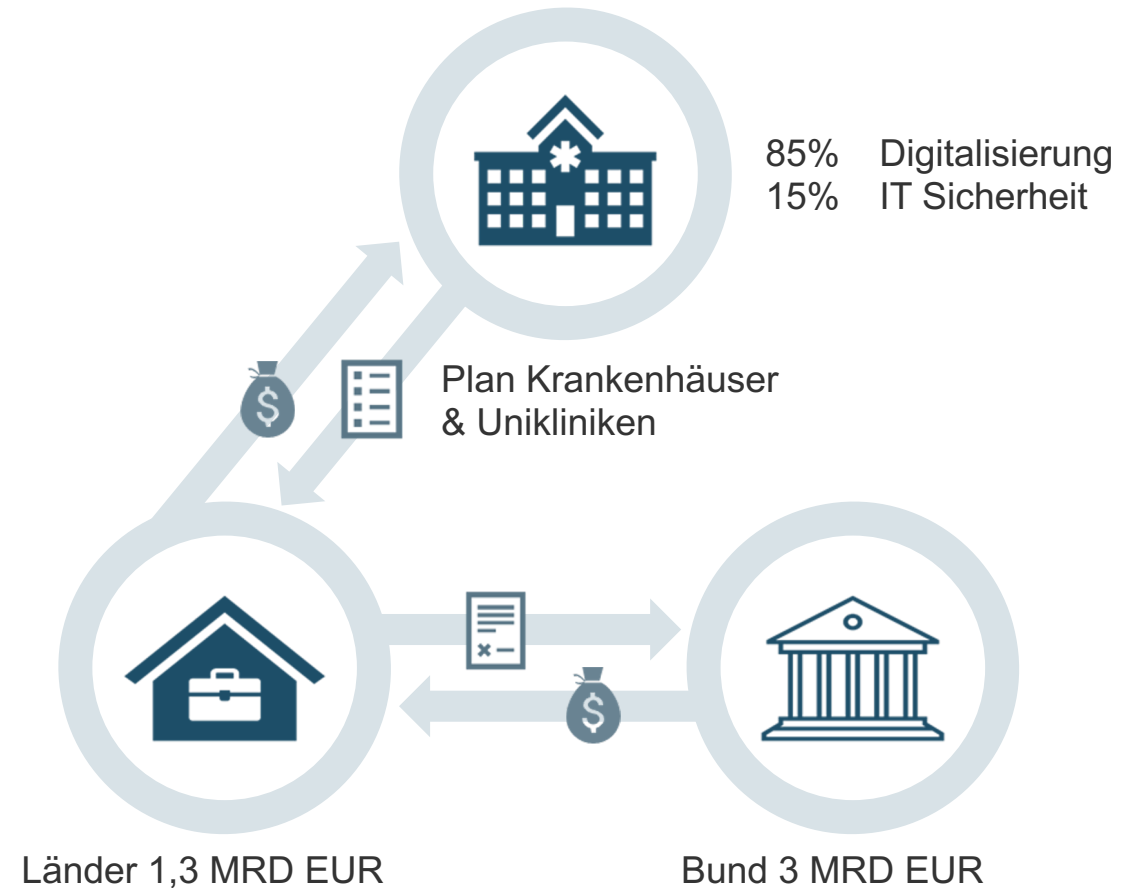 85% Digitalisierung
15% IT Sicherheit
$
Plan Krankenhäuser
& Unikliniken
$
Länder 1,3 MRD EUR
Bund 3 MRD EUR